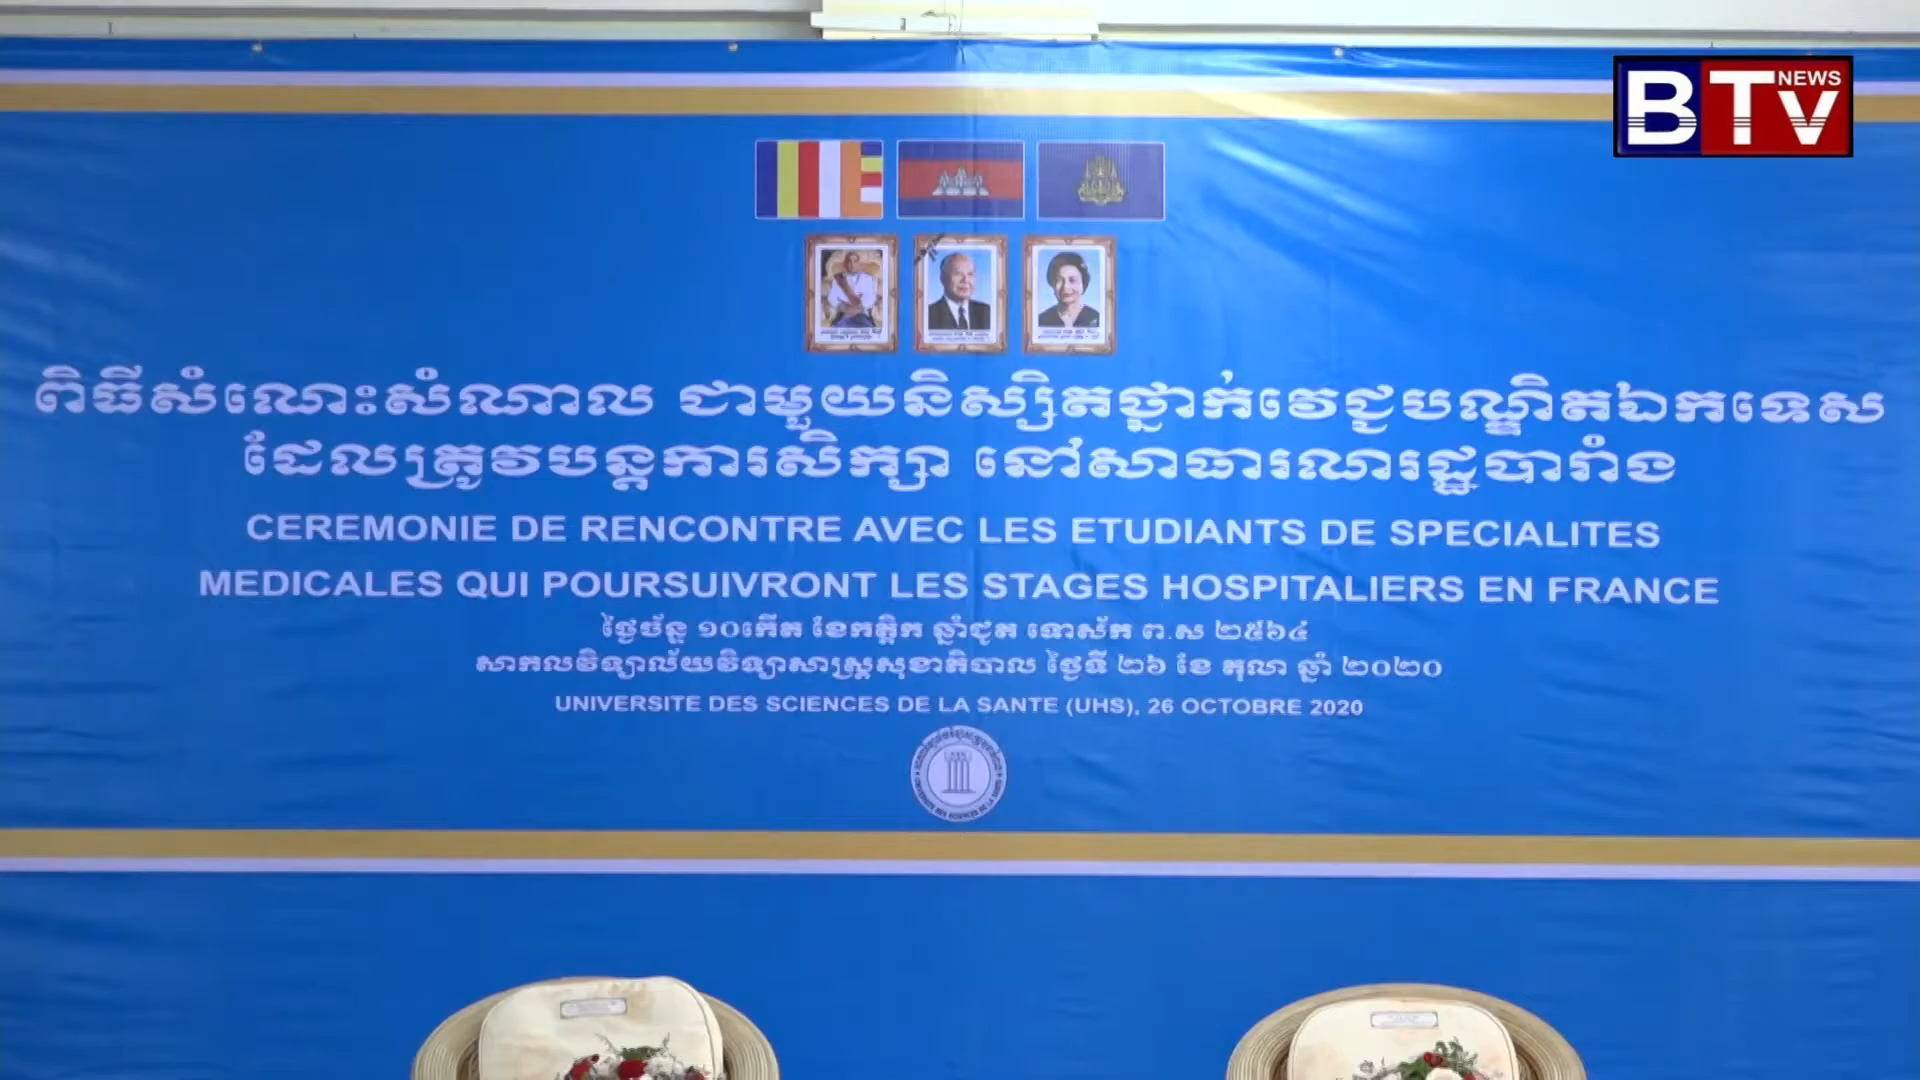 BTV NEWS
ពិធីសំណេះសំណាល ជាមួយនិស្សិតថ្នាក់វេជ្ជបណ្ឌិតឯកទេស
ដែលត្រូវបន្តការសិក្សា នៅសាធារណរដ្ឋបារាំង
CEREMONIE DE RENCONTRE AVEC LES ETUDIANTS DE SPECIALITES
MEDICALES QUI POURSUIVRONT LES STAGES HOSPITALIERS EN FRANCE
ថ្ងៃច័ន្ទ ១០កើត ខែកត្តិក ឆ្នាំជូត ទោស័ក ព.ស ២៥៦៤
សាកលវិទ្យាល័យវិទ្យាសាស្ត្រសុខាភិបាល ថ្ងៃទី ២៦ ខែ តុលា ឆ្នាំ ២០២០
UNIVERSITE DES SCIENCES DE LA SANTE (UHS), 26 OCTOBRE 2020